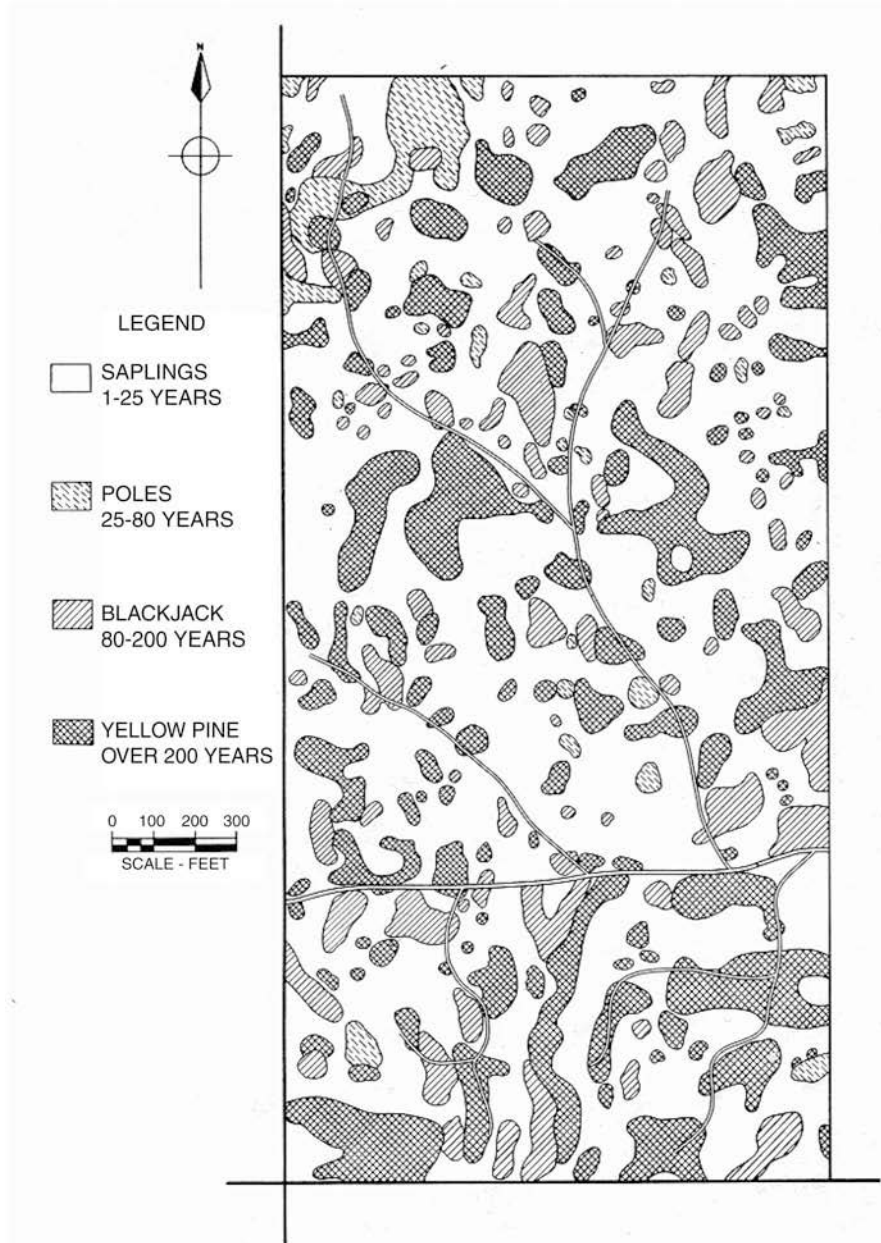 N
LEGEND
SAPLINGS
1-25 YEARS
POLES
25-80 YEARS
BLACKJACK
80-200 YEARS
YELLOW PINE
OVER 200 YEARS
0 100 200 300
SCALE - FEET